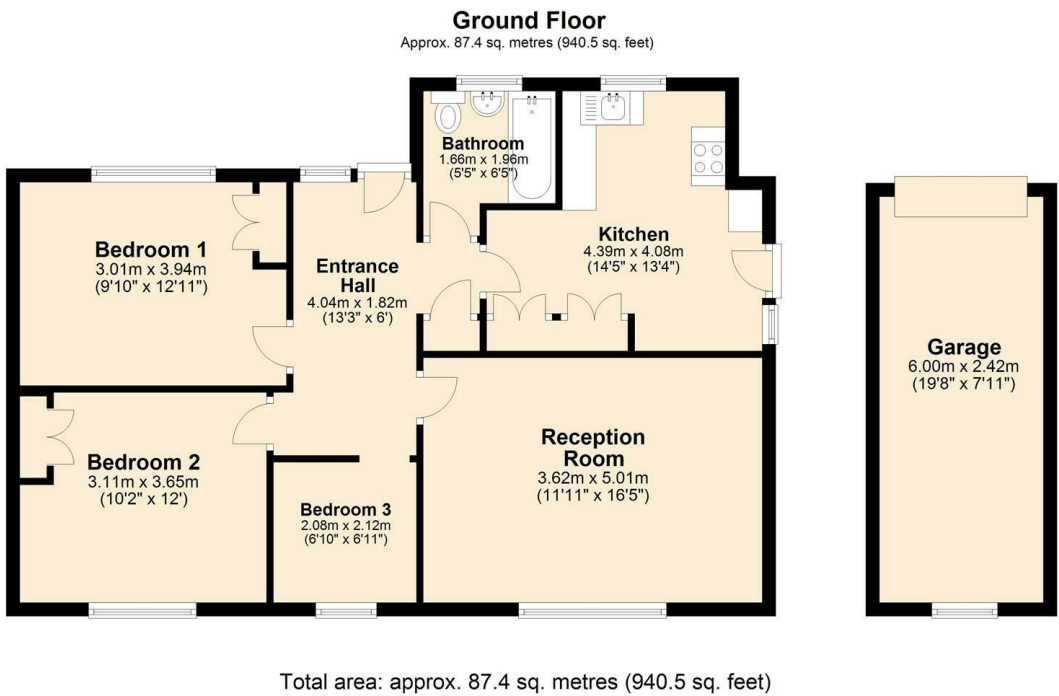 Ground Floor
Approx. 87.4 sq. metres (940.5 sq. feet)
Bathroom
1.66m x 1.96m
(5'5" x 6'5")
Bedroom 1
3.01m x 3.94m
(9'10" x 12'11")
Entrance
Hall
4.04m x 1.82m
(13'3" x 6')
Kitchen
4.39m x 4.08m
(14'5" x 13'4")
Garage
6.00m x 2.42m
(19'8" x 7'11")
Bedroom 2
3.11m x 3.65m
(10'2" x 12')
Reception
Room
3.62m x 5.01m
(11'11" x 16'5")
Bedroom 3
2.08m x 2.12m
(6'10" x 6'11")
Total area: approx. 87.4 sq. metres (940.5 sq. feet)